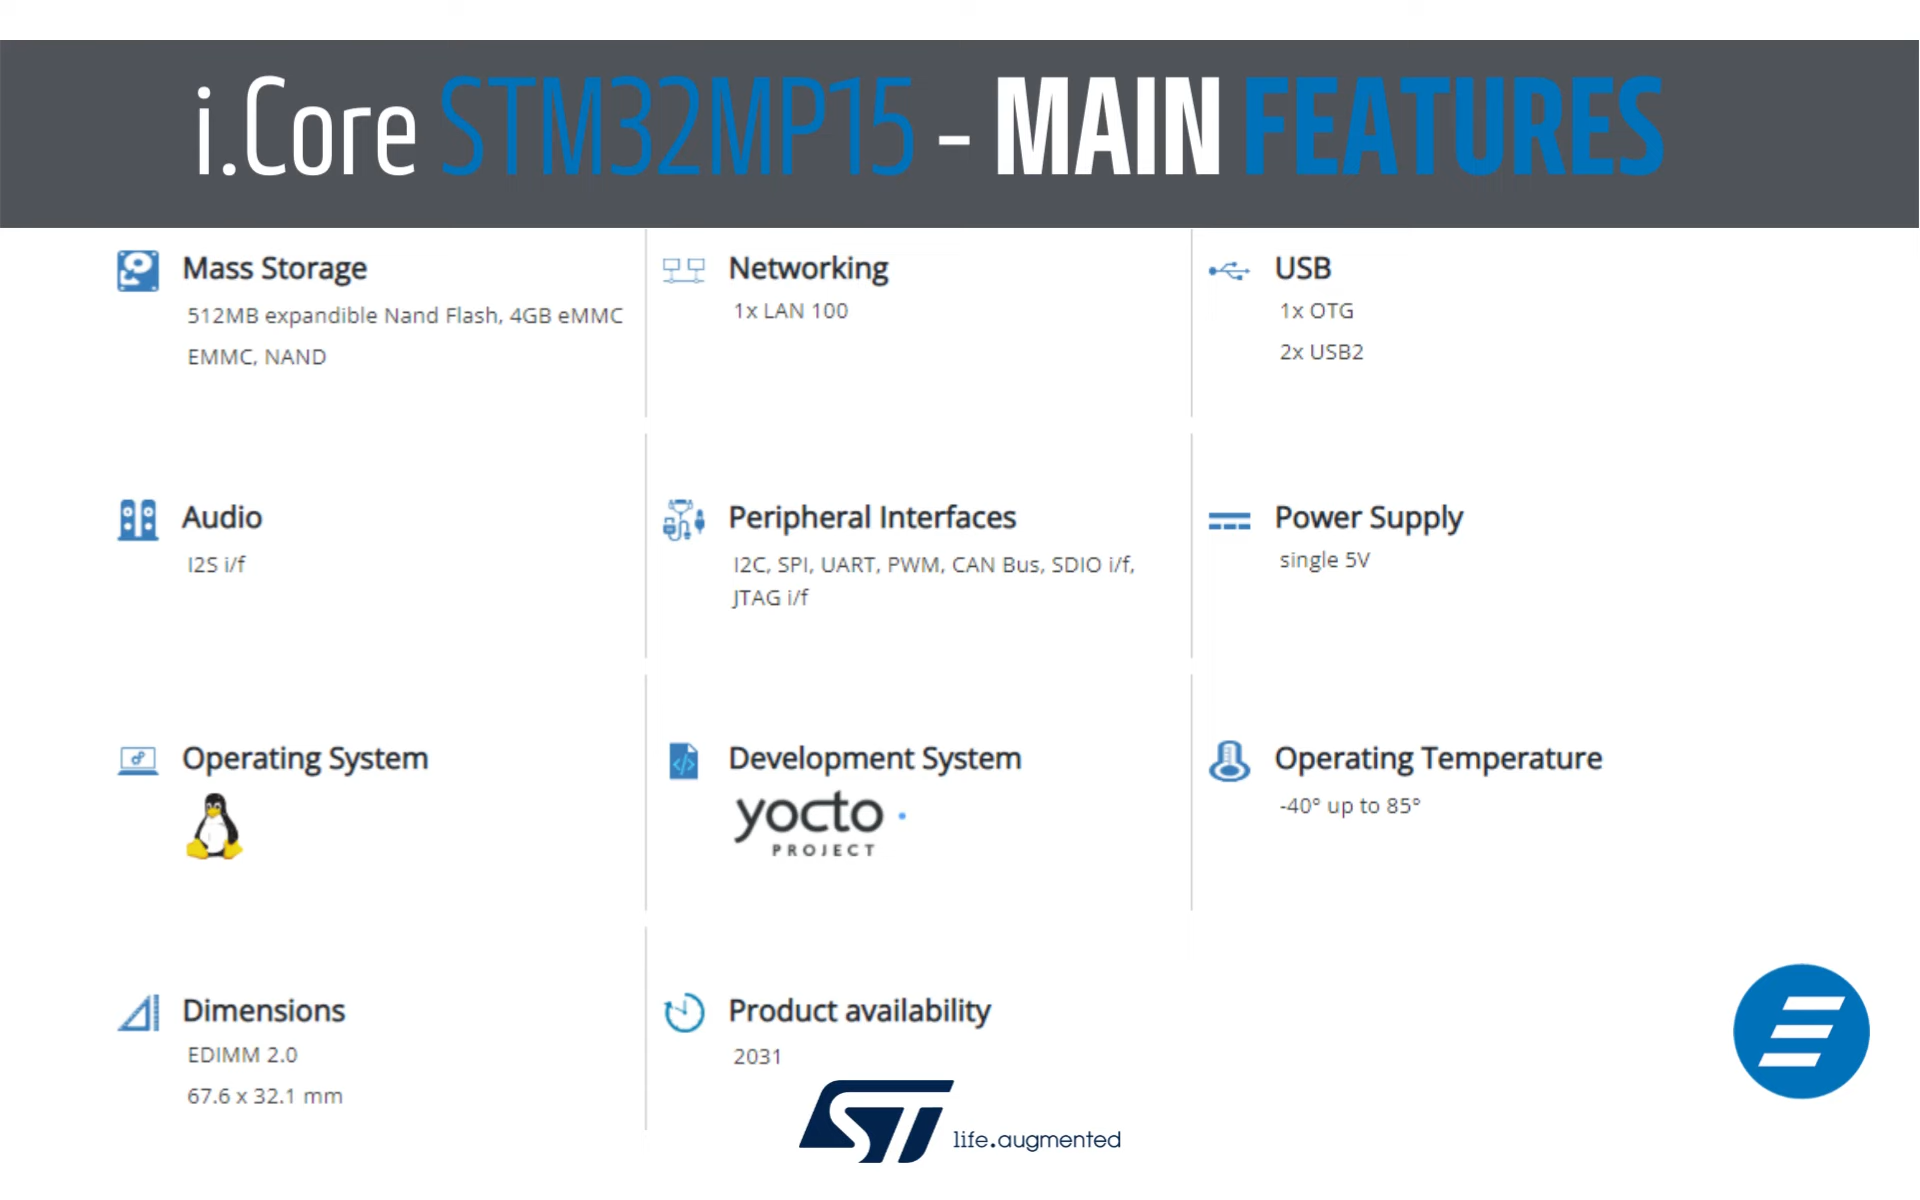 i.Core STM32MP15 - MAIN FEATURES
Mass Storage
512MB expandible Nand Flash, 4GB eMMC
EMMC, NAND
Networking
1x LAN 100
USB
1x OTG
2x USB2
Audio
I2S i/f
Peripheral Interfaces
I2C, SPI, UART, PWM, CAN Bus, SDIO i/f,
JTAG i/f
Power Supply
single 5V
Operating System
Development System
yocto
PROJECT
Operating Temperature
-40° up to 85°
Dimensions
EDIMM 2.0
67.6 x 32.1 mm
Product availability
2031
ST
life.augmented